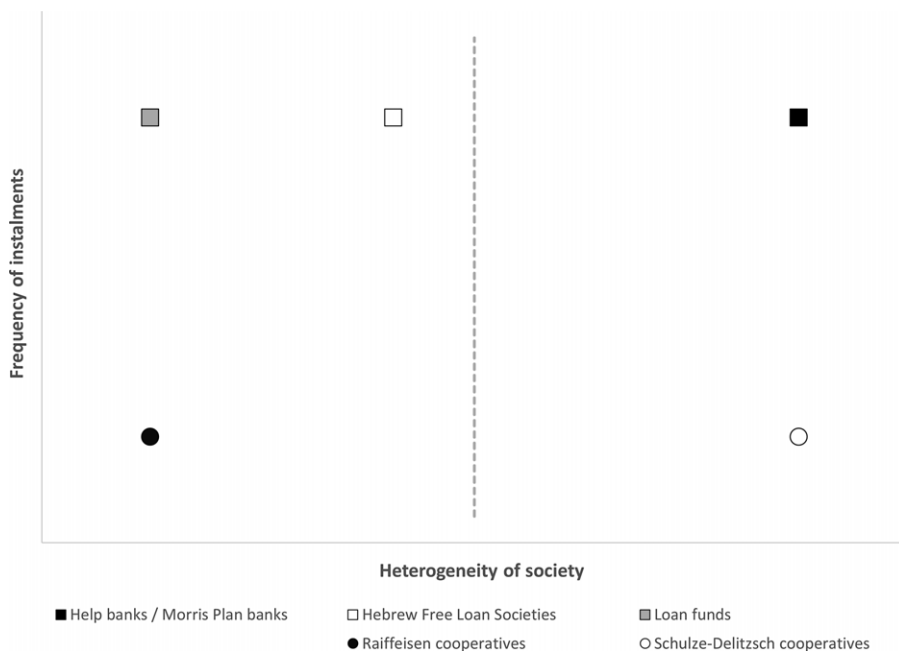 Frequency of instalments
Heterogeneity of society
Help banks / Morris Plan banks
Hebrew Free Loan Societies
Loan funds
Raiffeisen cooperatives
Schulze-Delitzsch cooperatives